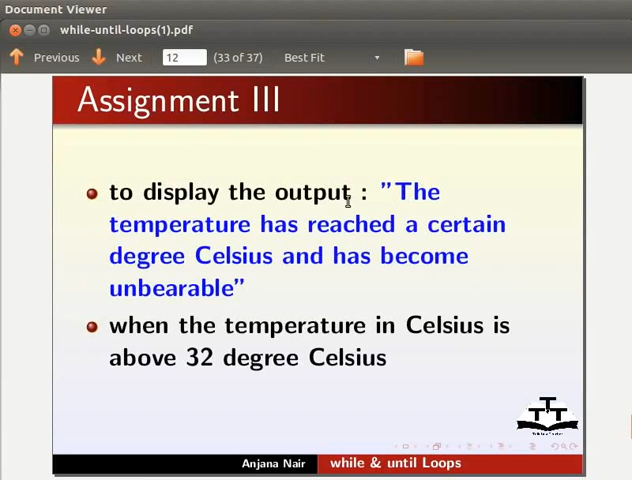 Document Viewer
while-until-loops(1).pdf
Previous Next 12 (33 of 37) Best Fit
Assignment III
to display the output : "The
temperature has reached a certain
degree Celsius and has become
unbearable"
when the temperature in Celsius is
above 32 degree Celsius
Anjana Nair while & until Loops